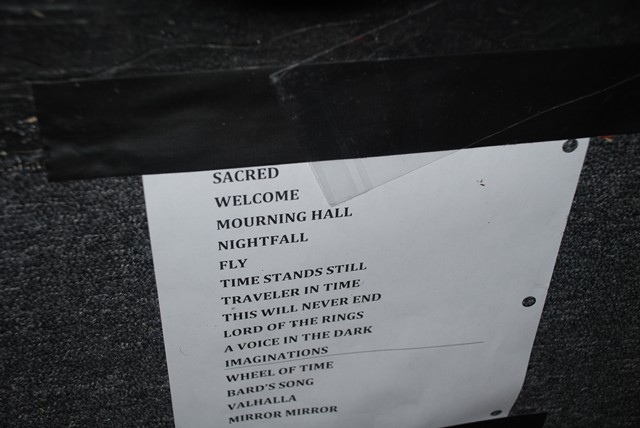 SACRED
WELCOME
MOURNING HALL
NIGHTFALL
FLY
TIME STANDS STILL
TRAVELER IN TIME
THIS WILL NEVER END
LORD OF THE RINGS
A VOICE IN THE DARK
IMAGINATIONS
WHEEL OF TIME
BARD'S SONG
VALHALLA
MIRROR MIRROR